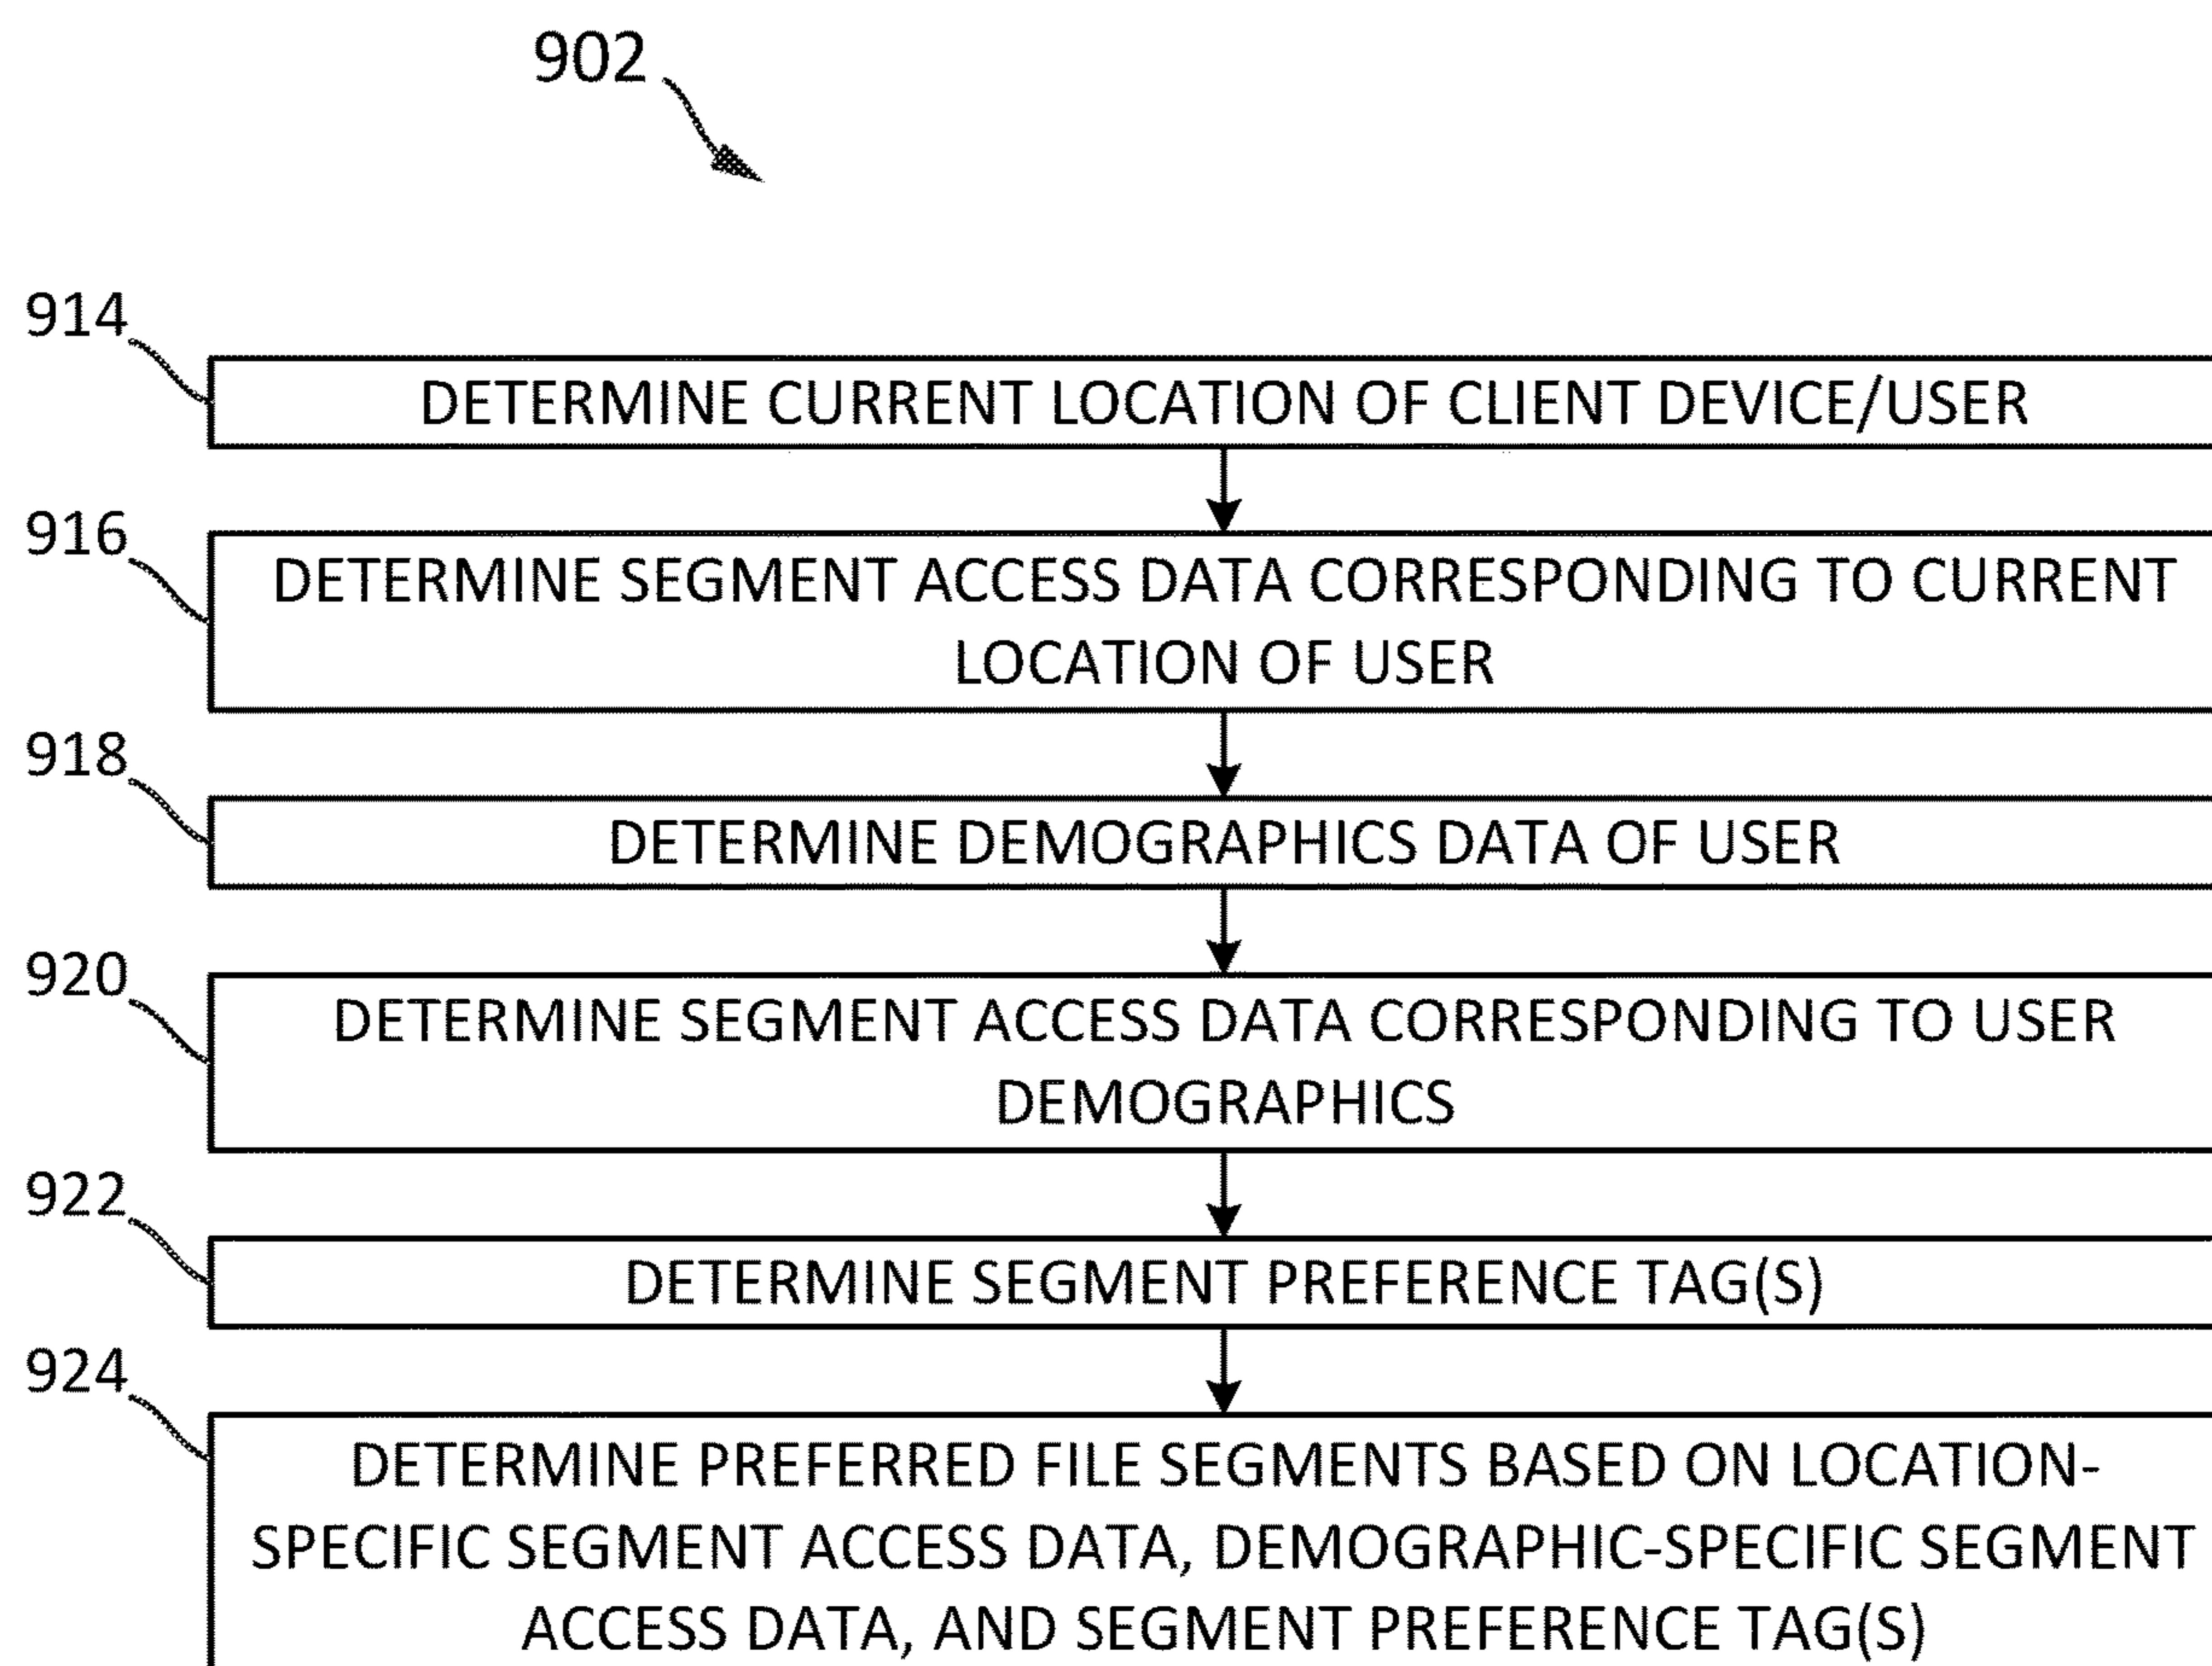 902
914
DETERMINE CURRENT LOCATION OF CLIENT DEVICE/USER
916
DETERMINE SEGMENT ACCESS DATA CORRESPONDING TO CURRENT
LOCATION OF USER
918
DETERMINE DEMOGRAPHICS DATA OF USER
920
DETERMINE SEGMENT ACCESS DATA CORRESPONDING TO USER
DEMOGRAPHICS
922
DETERMINE SEGMENT PREFERENCE TAG(S)
924
DETERMINE PREFERRED FILE SEGMENTS BASED ON LOCATION-
SPECIFIC SEGMENT ACCESS DATA, DEMOGRAPHIC-SPECIFIC SEGMENT
ACCESS DATA, AND SEGMENT PREFERENCE TAG(S)